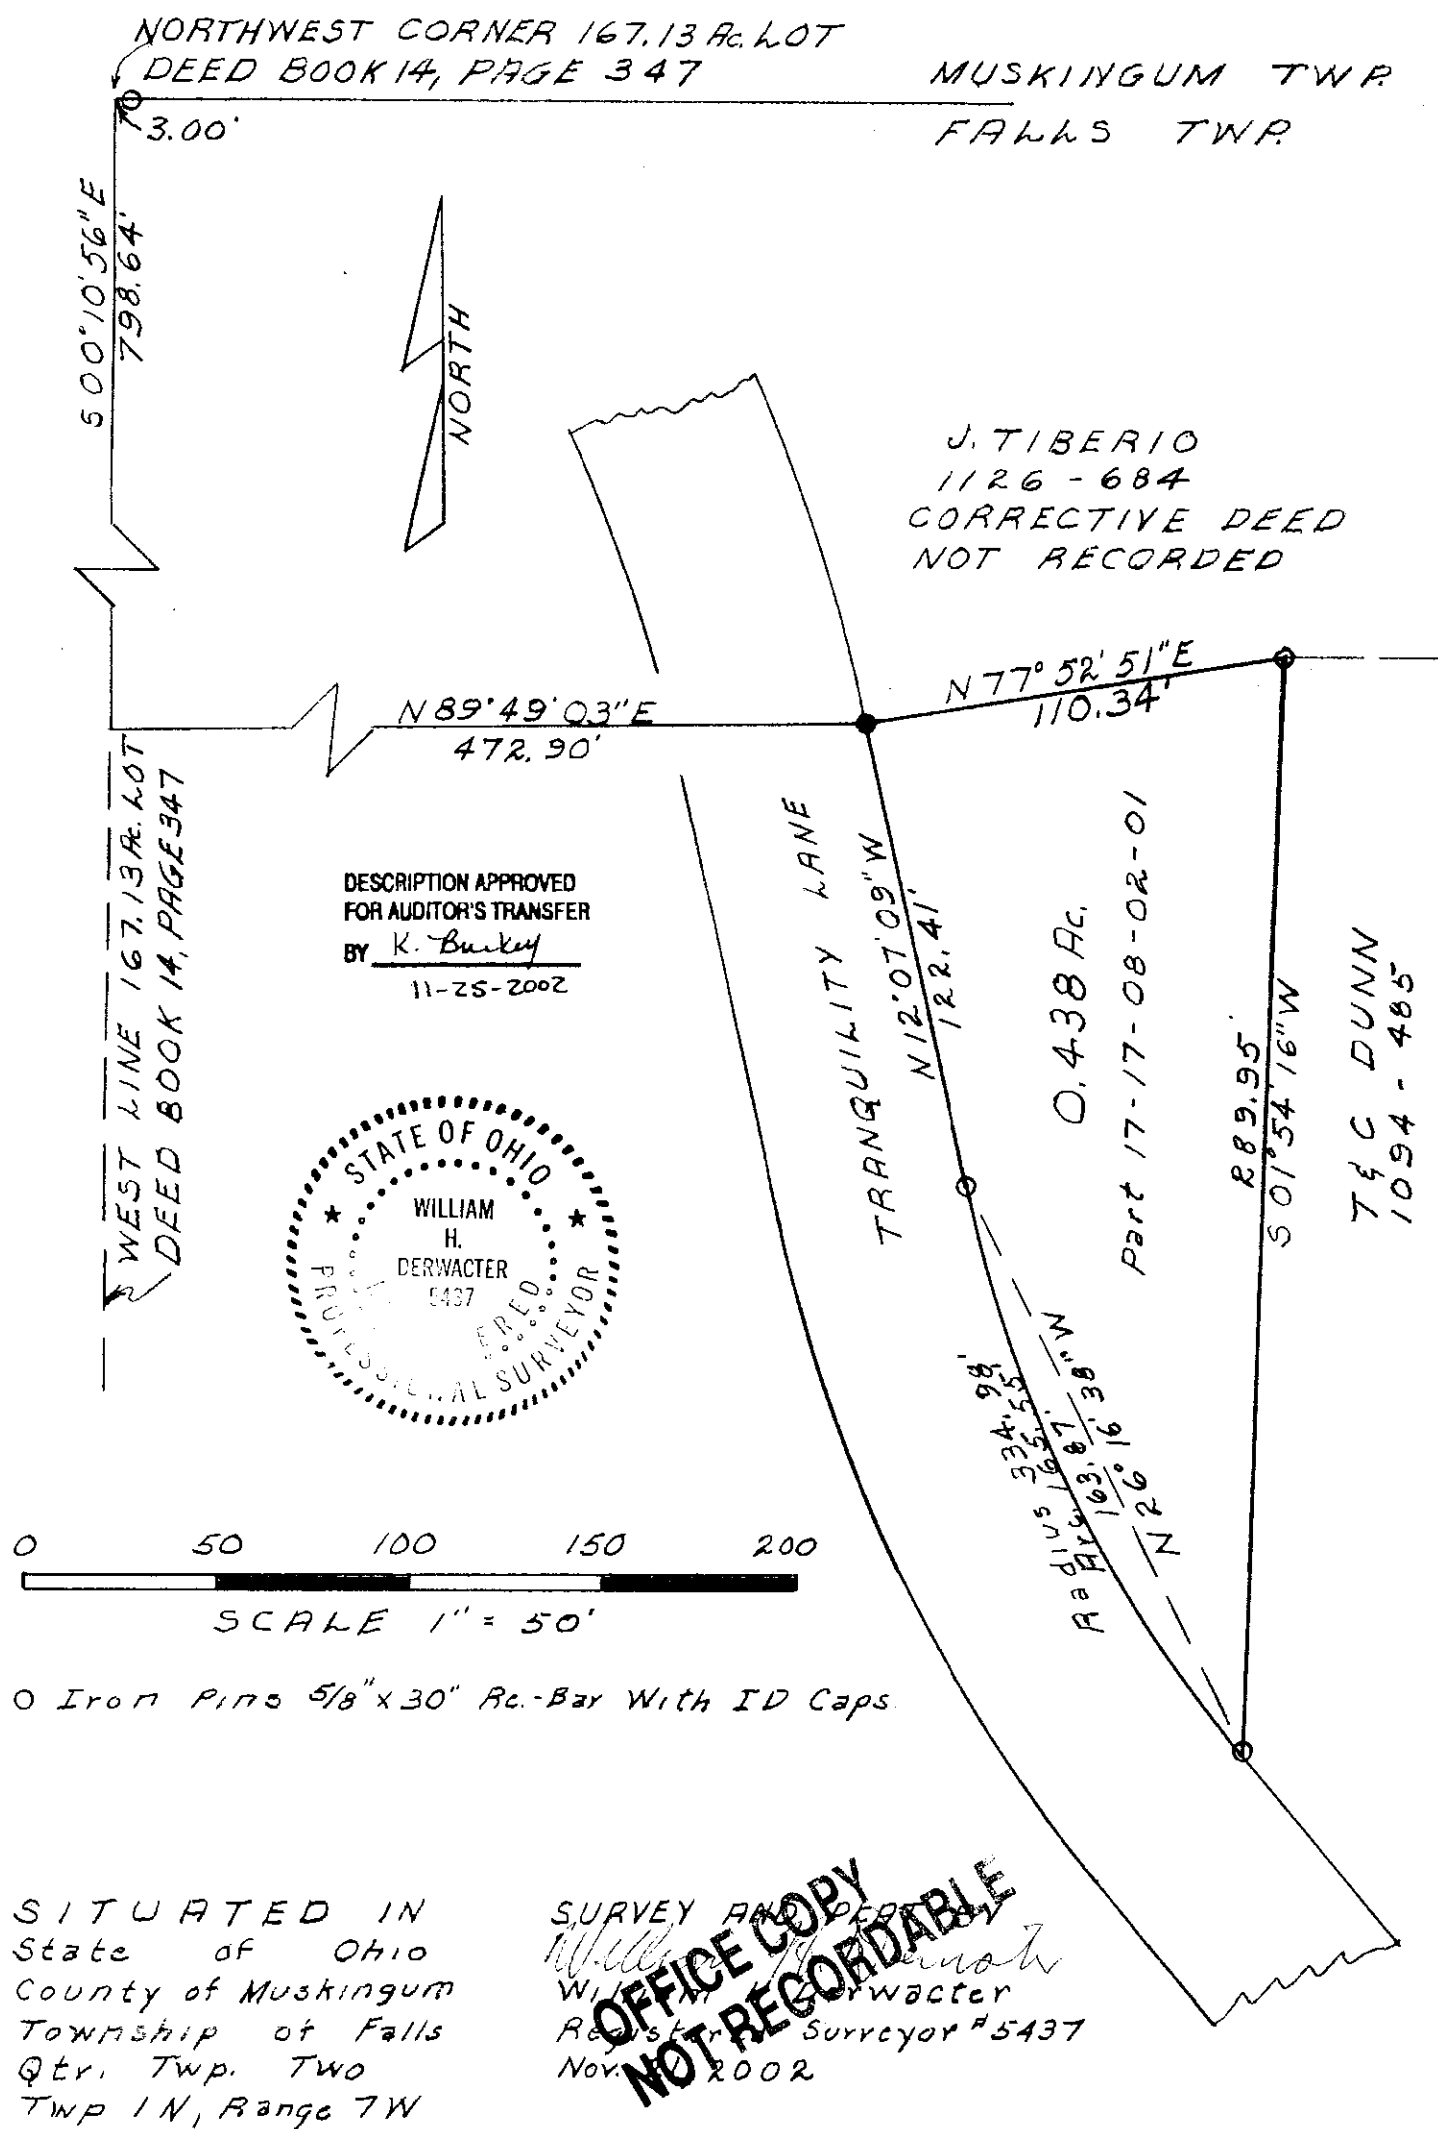 NORTHWEST CORNER 167.13 Ac. LOT
DEED BOOK 14, PAGE 347
MUSKINGUM TWP.
FALLS TWP.
3.00'
S 00°10'56" E
798.64'
NORTH
J. TIBERIO
1126 - 684
CORRECTIVE DEED
NOT RECORDED
N 77° 52' 51" E
110.34'
N 89°49'03" E
472.90'
WEST LINE 167.13 Ac. LOT
DEED BOOK 14, PAGE 347
DESCRIPTION APPROVED
FOR AUDITOR'S TRANSFER
BY K. Buckey
11-25-2002
TRANQUILITY LANE
N 12°07'09" W
122.41'
0.438 Ac.
Part 17-17-08-02-01
289.95'
S 01°54'16" W
T & C DUNN
1094 - 485
STATE OF OHIO
WILLIAM
H.
DERWACTER
5437
PROFESSIONAL SURVEYOR
Radius 334.98'
Arc 165.55'
163.87'
N 26°16'38" W
0 50 100 150 200
SCALE 1" = 50'
O Iron Pins 5/8" x 30" Re.-Bar With ID Caps
SITUATED IN
State of Ohio
County of Muskingum
Township of Falls
Qtr. Twp. Two
Twp 1N, Range 7W
SURVEY AND
Derwacter
Surveyor #5437
Nov. 2002
OFFICE COPY
NOT RECORDABLE